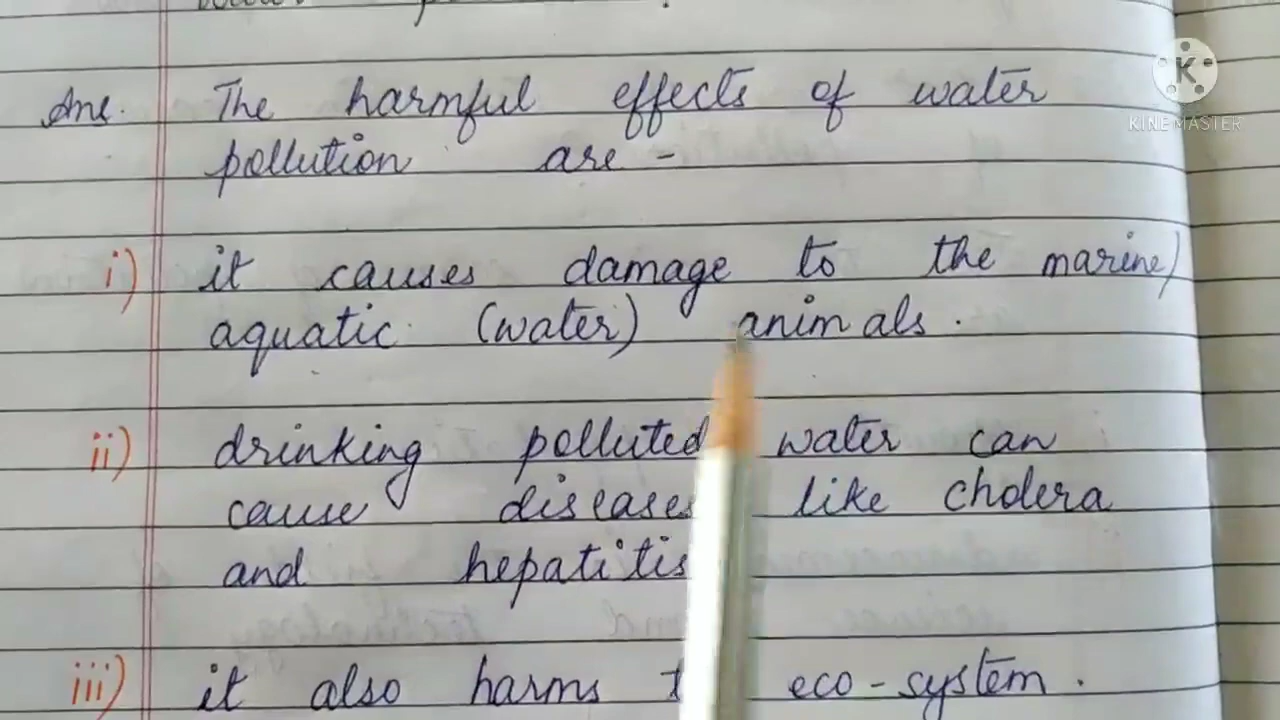 Ans. The harmful effects of water
pollution are -
i) it causes damage to the marine/
aquatic (water) animals.
ii) drinking polluted water can
cause diseases like cholera
and hepatitis
iii) it also harms eco-system.
K
KINEMASTER